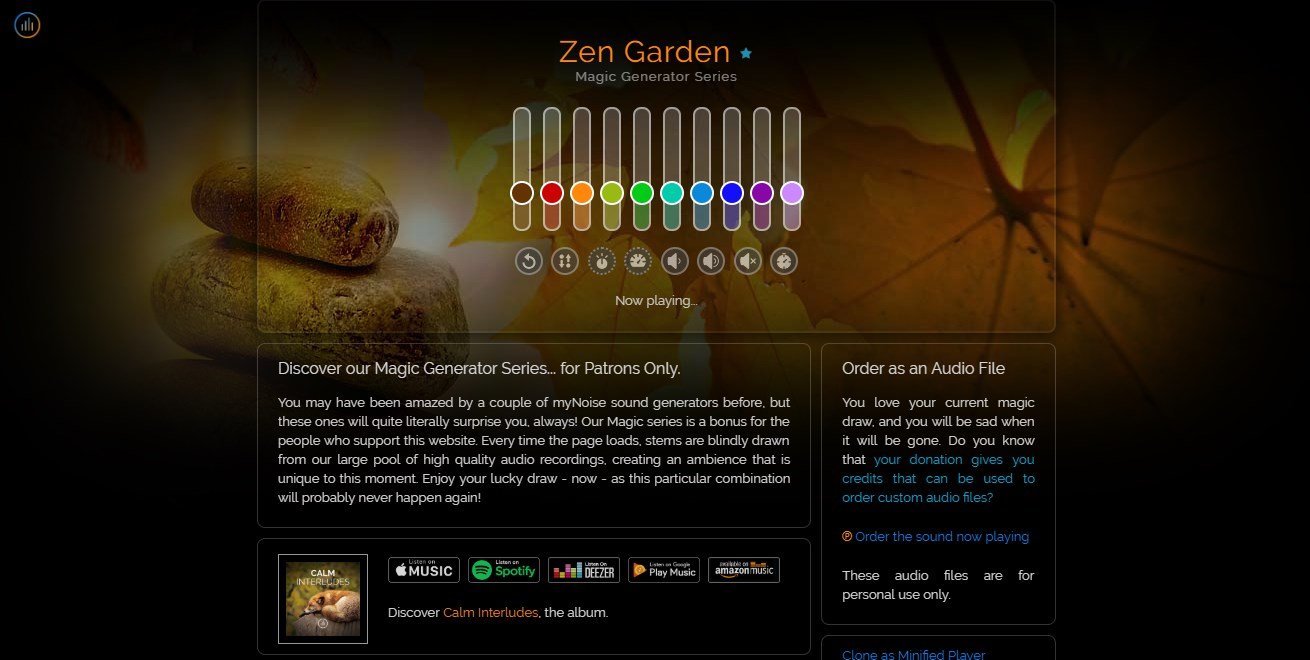 Zen Garden
Magic Generator Series
Now playing...
Discover our Magic Generator Series... for Patrons Only.
You may have been amazed by a couple of myNoise sound generators before, but
these ones will quite literally surprise you, always! Our Magic series is a bonus for the
people who support this website. Every time the page loads, stems are blindly drawn
from our large pool of high quality audio recordings, creating an ambience that is
unique to this moment. Enjoy your lucky draw - now - as this particular combination
will probably never happen again!
Order as an Audio File
You love your current magic
draw, and you will be sad when
it will be gone. Do you know
that your donation gives you
credits that can be used to
order custom audio files?
℗ Order the sound now playing
These audio files are for
personal use only.
CALM
INTERLUDES
Listen on
MUSIC
Listen on
Spotify
Listen On
DEEZER
Listen on Google
Play Music
available on
amazon music
Discover Calm Interludes, the album.
Clone as Minified Player